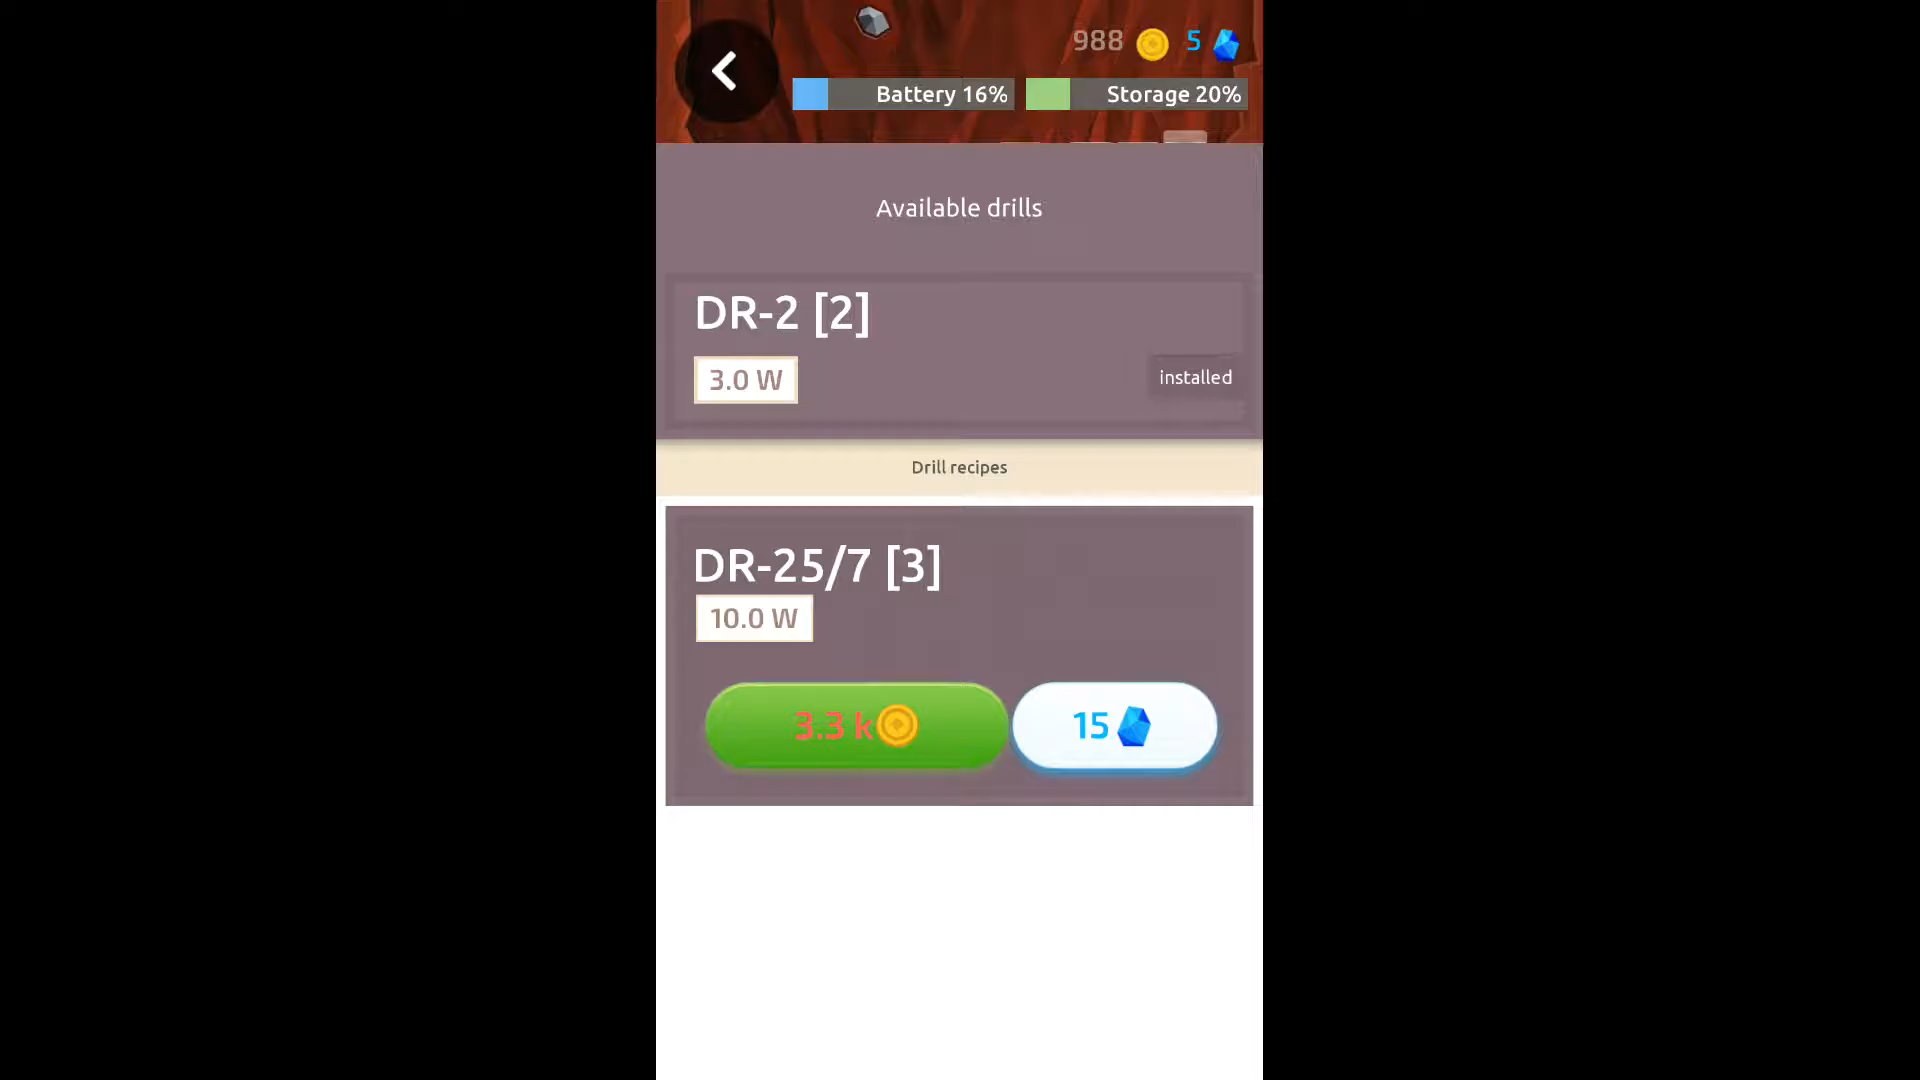 988 5
Battery 16% Storage 20%
Available drills
DR-2 [2]
3.0 W
installed
Drill recipes
DR-25/7 [3]
10.0 W
3.3 k 15